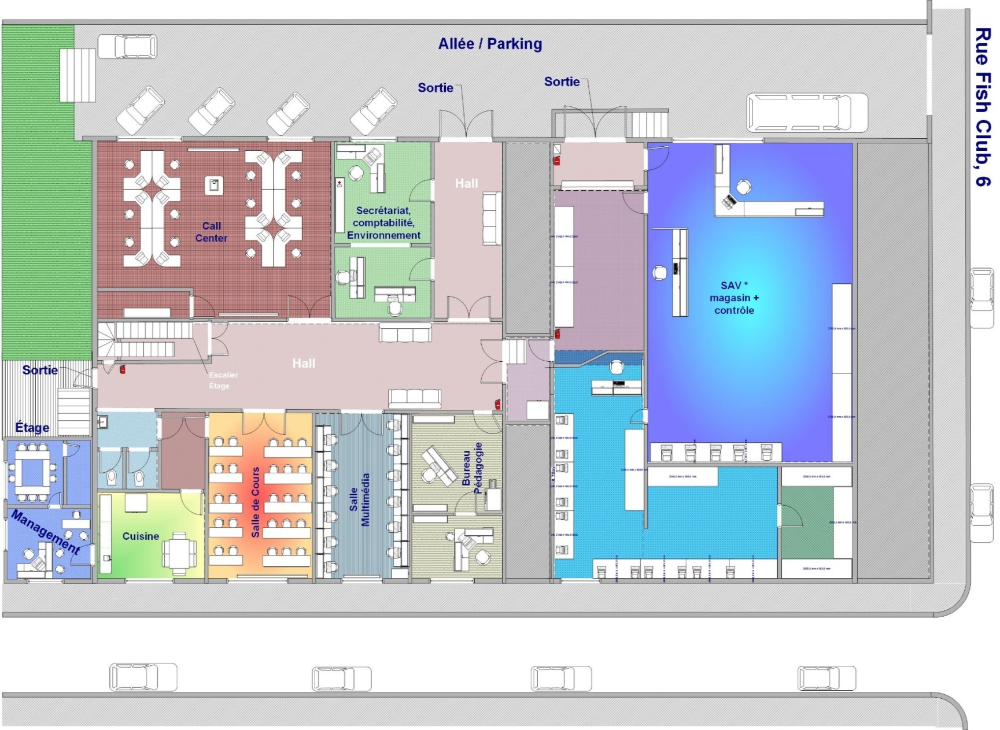 Allée / Parking
Rue Fish Club, 6
Sortie
Sortie
Hall
Secrétariat,
comptabilité,
Environnement
Call
Center
SAV *
magasin +
contrôle
Hall
Sortie
Escalier
Étage
Étage
Bureau
Pédagogie
Salle de Cours
Salle
Multimédia
Management
Cuisine